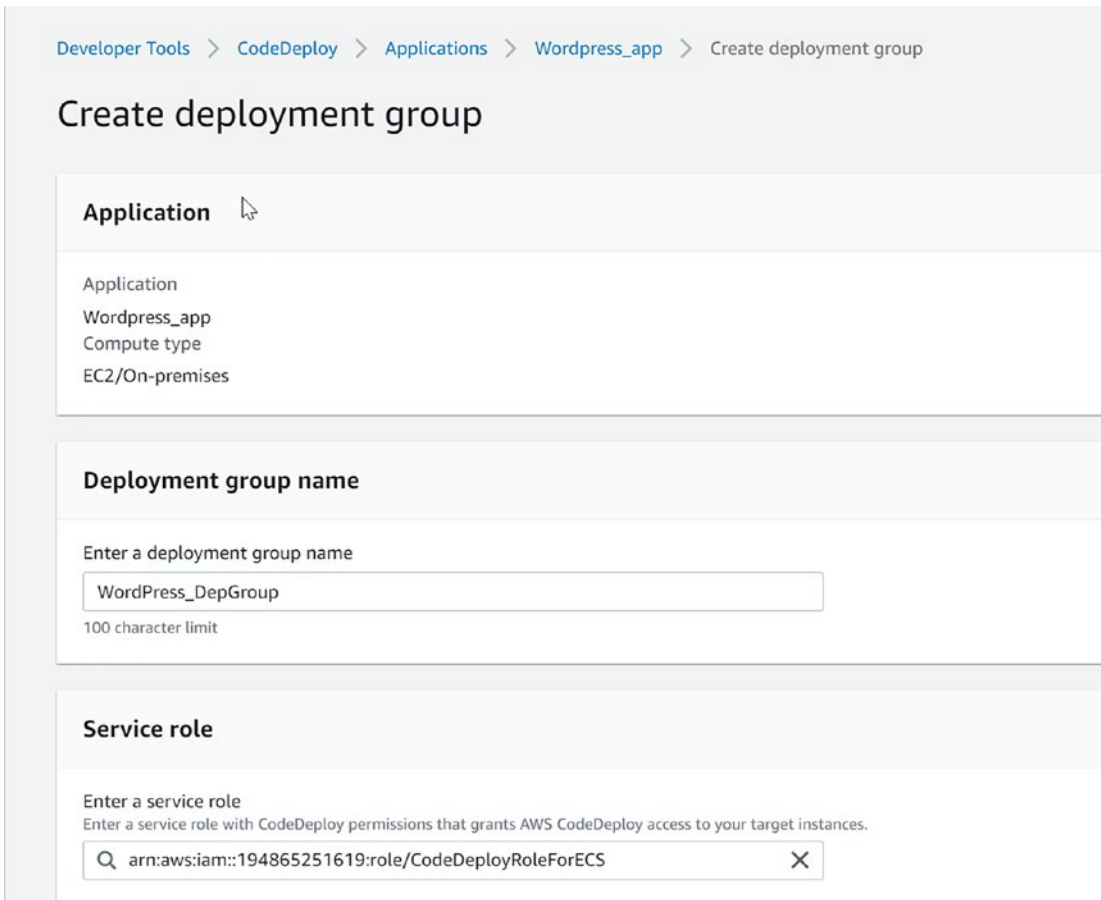 Developer Tools > CodeDeploy > Applications > Wordpress_app > Create deployment group
Create deployment group
Application
Application
Wordpress_app
Compute type
EC2/On-premises
Deployment group name
Enter a deployment group name
WordPress_DepGroup
100 character limit
Service role
Enter a service role
Enter a service role with CodeDeploy permissions that grants AWS CodeDeploy access to your target instances.
arn:aws:iam::194865251619:role/CodeDeployRoleForECS